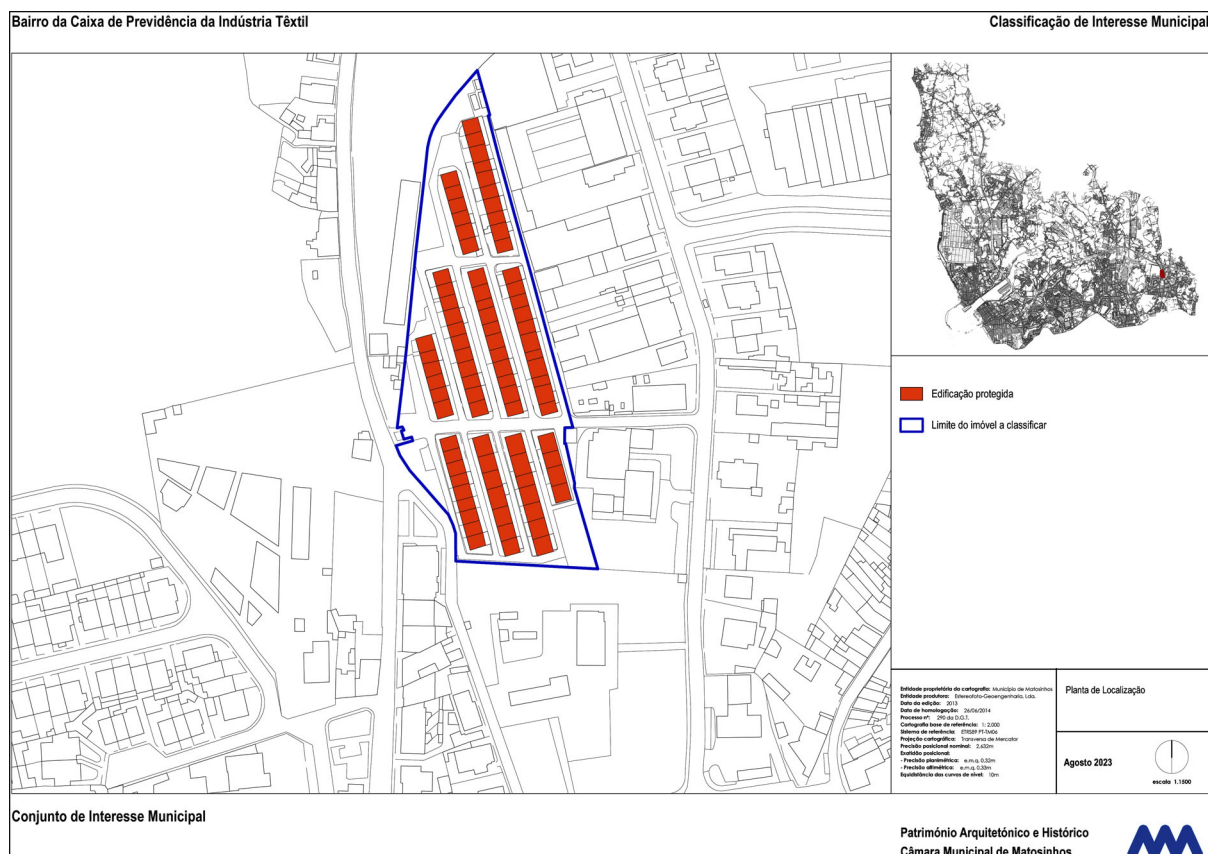 Bairro da Caixa de Previdência da Indústria Têxtil
Classificação de Interesse Municipal
Edificação protegida
Limite do imóvel a classificar
Entidade proprietária da cartografia: Município de Matosinhos
Entidade produtora: Estereofoto-Geoengenharia, Lda.
Data da edição: 2013
Data de homologação: 26/06/2014
Processo nº: 290 da D.G.T.
Cartografia base de referência: 1: 2.000
Sistema de referência: ETRS89 PT-TM06
Projeção cartográfica: Transversa de Mercator
Precisão posicional nominal: 2,632m
Exatidão posicional:
- Precisão planimétrica: e.m.q. 0,32m
- Precisão altimétrica: e.m.q. 0,33m
Equidistância das curvas de nível: 10m
Planta de Localização
Agosto 2023
escala 1.1500
Conjunto de Interesse Municipal
Património Arquitetónico e Histórico
Câmara Municipal de Matosinhos